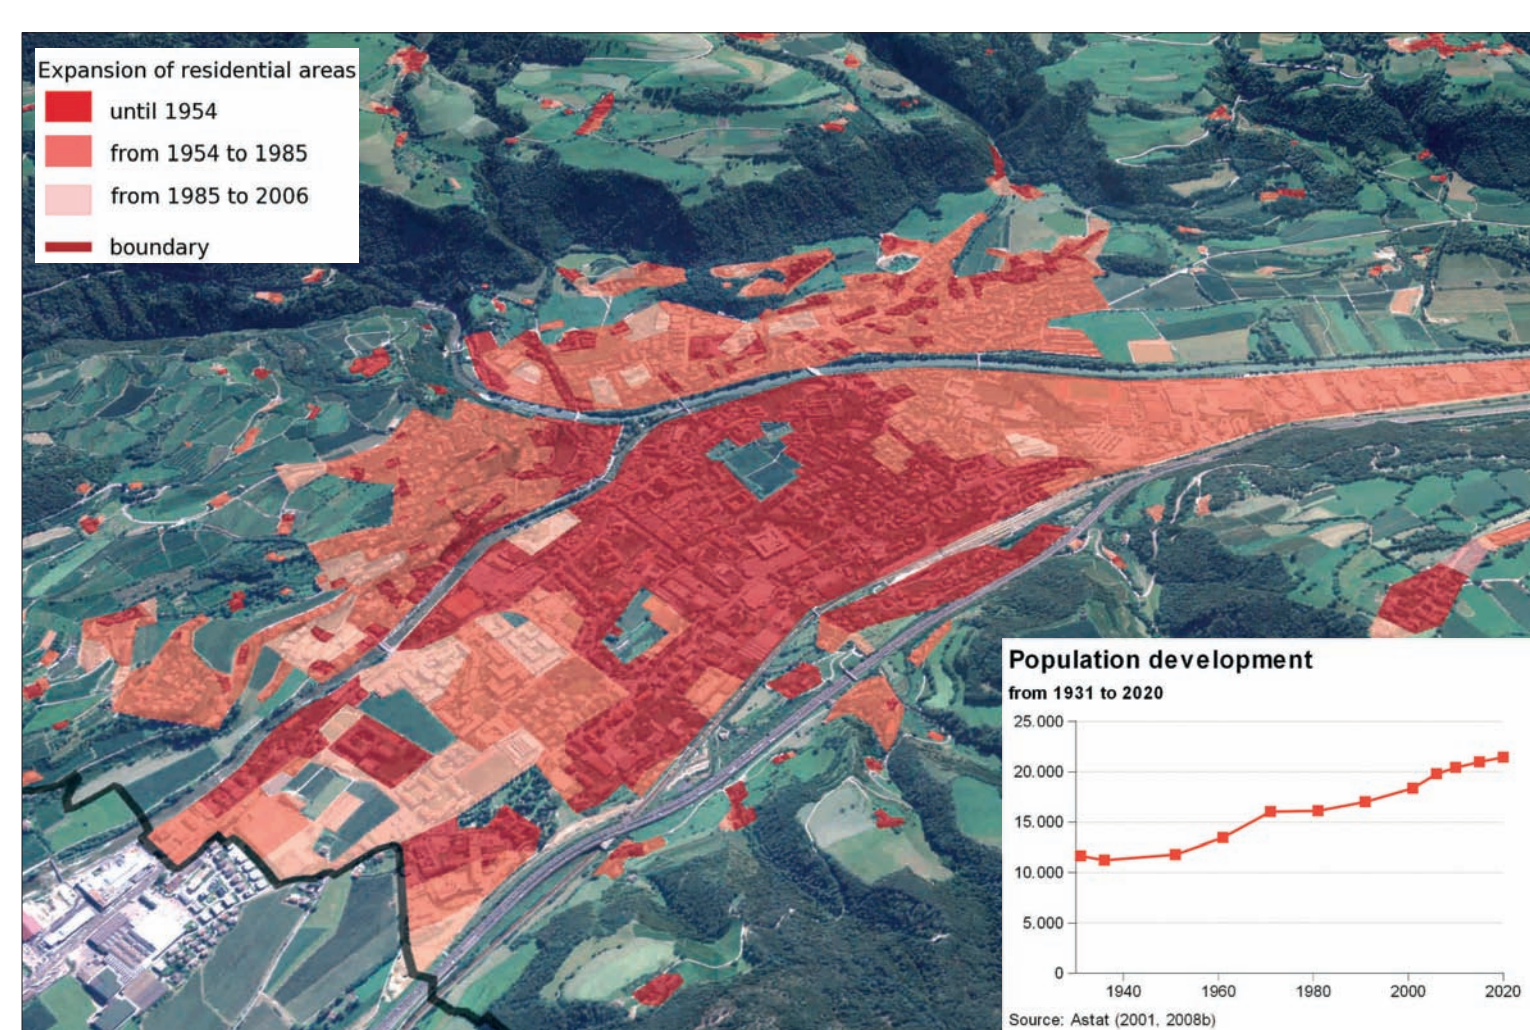 Expansion of residential areas
until 1954
from 1954 to 1985
from 1985 to 2006
boundary
Population development
from 1931 to 2020
25.000
20.000
15.000
10.000
5.000
0
1940 1960 1980 2000 2020
Source: Astat (2001, 2008b)